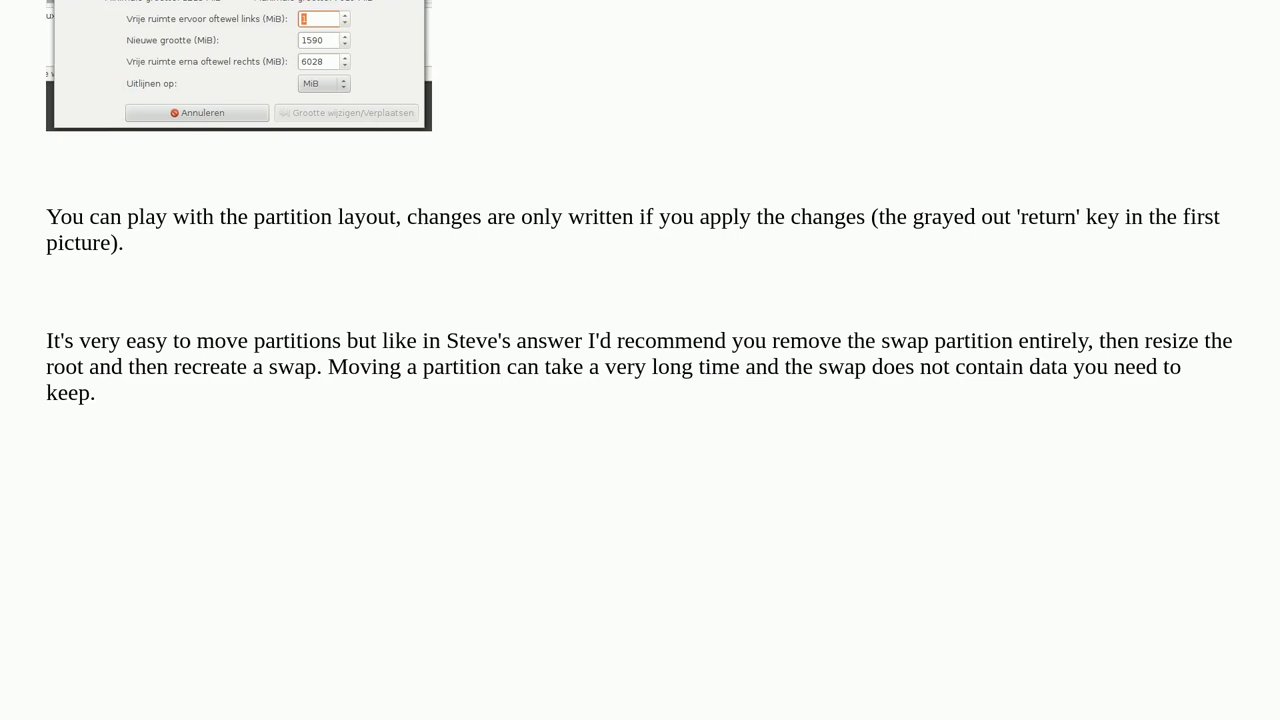 Vrije ruimte ervoor oftewel links (MiB): 1
Nieuwe grootte (MiB): 1590
Vrije ruimte erna oftewel rechts (MiB): 6028
Uitlijnen op: MiB
Annuleren Grootte wijzigen/Verplaatsen
You can play with the partition layout, changes are only written if you apply the changes (the grayed out 'return' key in the first
picture).
It's very easy to move partitions but like in Steve's answer I'd recommend you remove the swap partition entirely, then resize the
root and then recreate a swap. Moving a partition can take a very long time and the swap does not contain data you need to
keep.